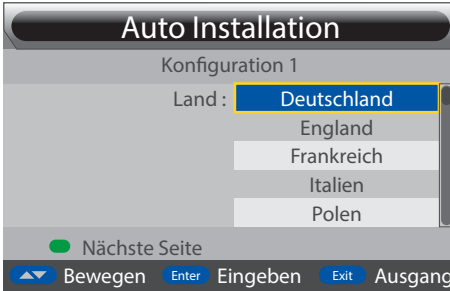 Auto Installation
Konfiguration 1
Land : Deutschland
England
Frankreich
Italien
Polen
Nächste Seite
Bewegen Enter Eingeben Exit Ausgang